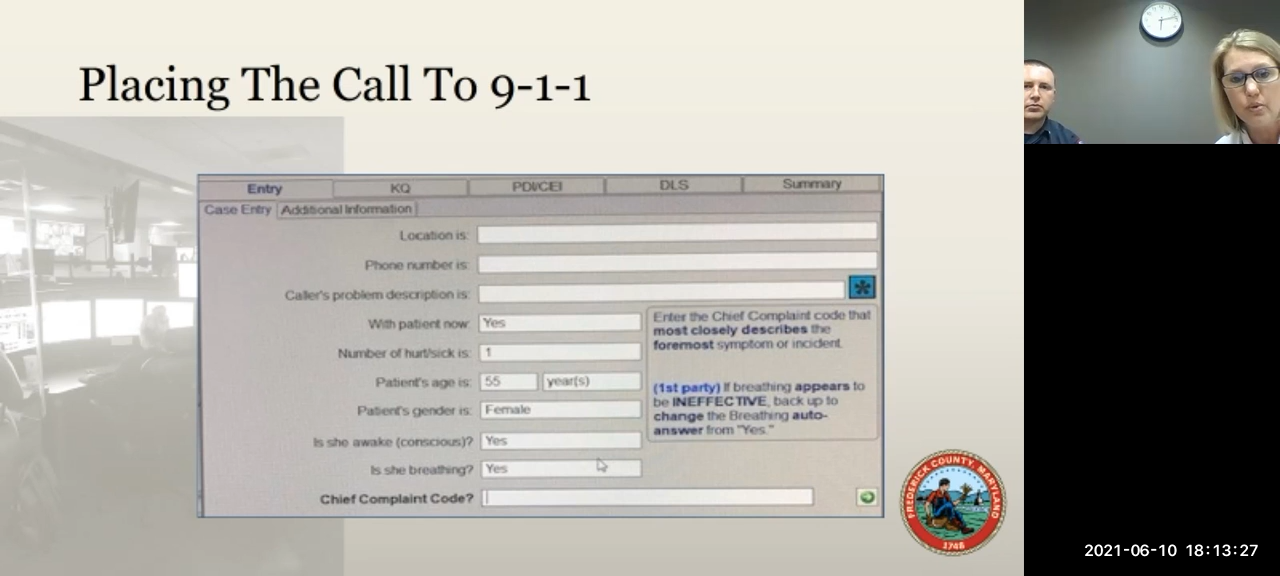 Placing The Call To 9-1-1
Entry KQ PDI/CEI DLS Summary
Case Entry Additional Information
Location is:
Phone number is:
Caller's problem description is:
With patient now: Yes
Number of hurt/sick is: 1
Patient's age is: 55 year(s)
Patient's gender is: Female
Is she awake (conscious)? Yes
Is she breathing? Yes
Chief Complaint Code?
Enter the Chief Complaint code that
most closely describes the
foremost symptom or incident.
(1st party) If breathing appears to
be INEFFECTIVE, back up to
change the Breathing auto-
answer from "Yes."
FREDERICK COUNTY, MARYLAND
1748
2021-06-10 18:13:27